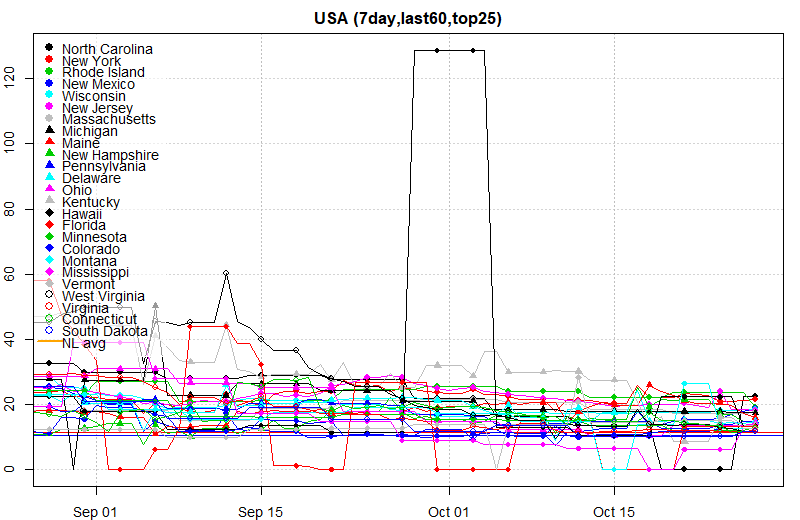 USA (7day,last60,top25)
North Carolina
New York
Rhode Island
New Mexico
Wisconsin
New Jersey
Massachusetts
Michigan
Maine
New Hampshire
Pennsylvania
Delaware
Ohio
Kentucky
Hawaii
Florida
Minnesota
Colorado
Montana
Mississippi
Vermont
West Virginia
Virginia
Connecticut
South Dakota
NL avg
120
100
80
60
40
20
0
Sep 01 Sep 15 Oct 01 Oct 15